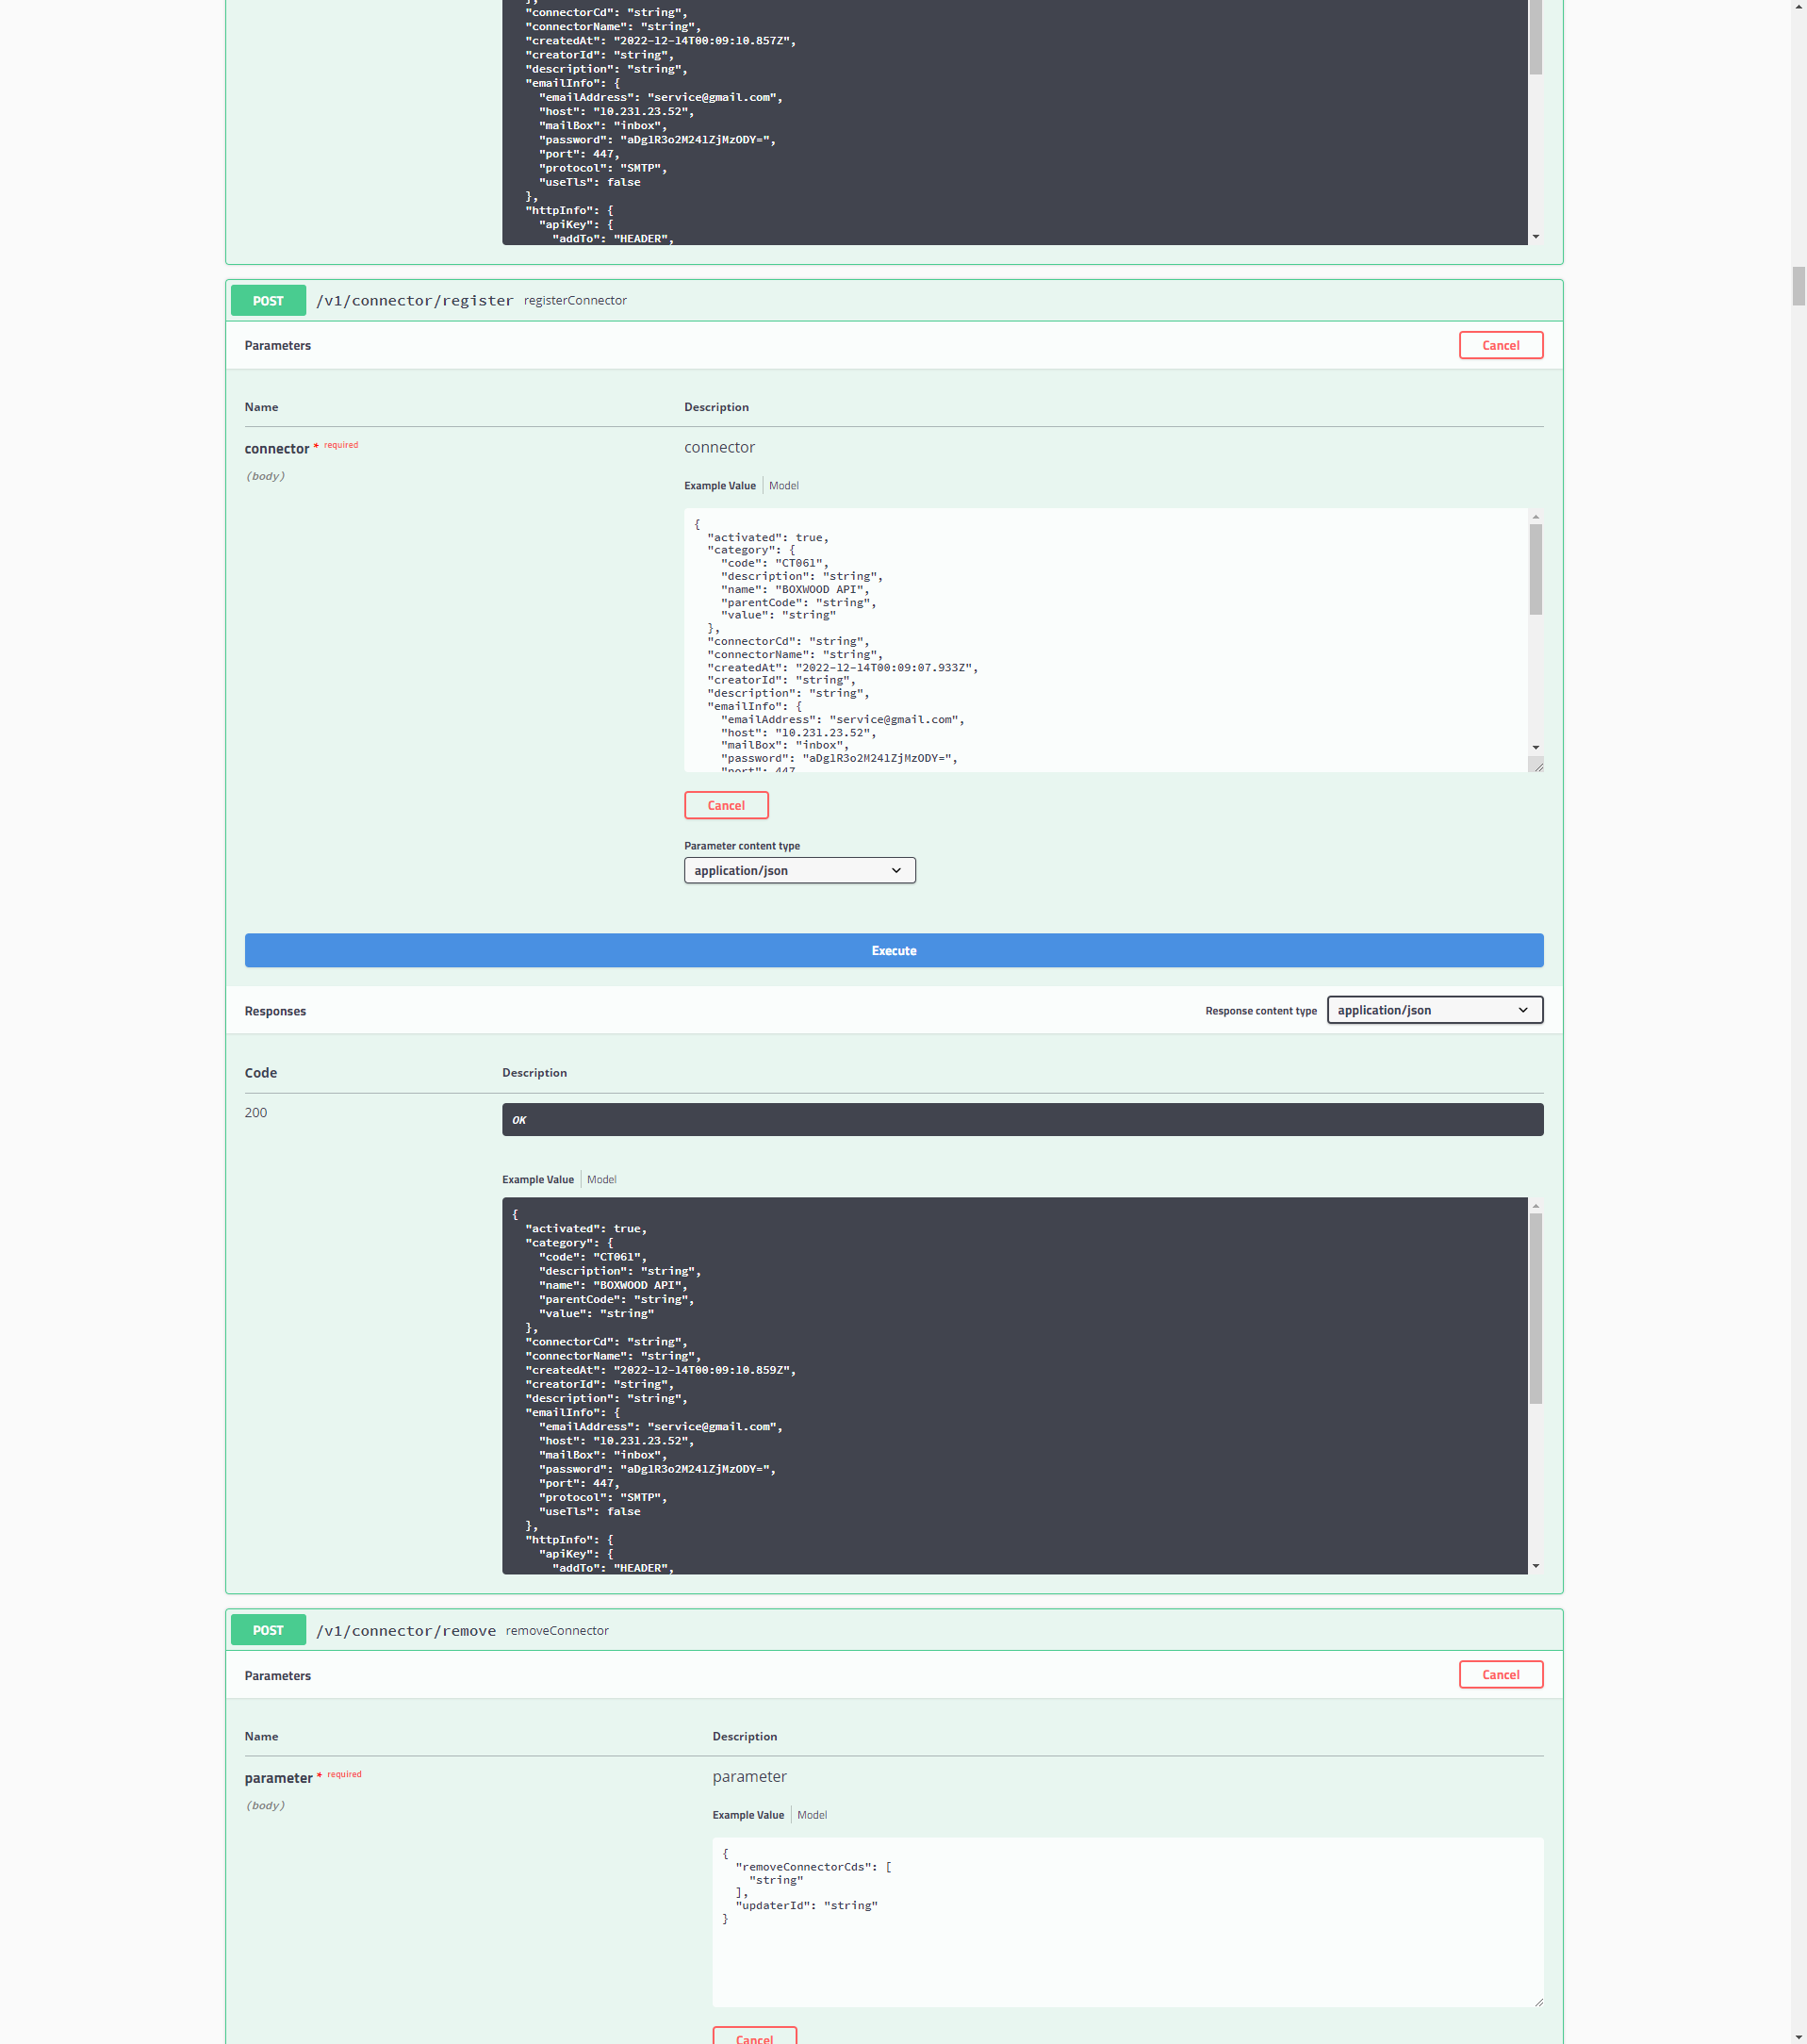 },
"connectorCd": "string",
"connectorName": "string",
"createdAt": "2022-12-14T00:09:10.857Z",
"creatorId": "string",
"description": "string",
"emailInfo": {
"emailAddress": "service@gmail.com",
"host": "10.231.23.52",
"mailBox": "inbox",
"password": "aDglR3o2M24lZjMzODY=",
"port": 447,
"protocol": "SMTP",
"useTls": false
},
"httpInfo": {
"apiKey": {
"addTo": "HEADER",
POST /v1/connector/register registerConnector
Parameters Cancel
Name Description
connector * required connector
(body)
Example Value Model
{
"activated": true,
"category": {
"code": "CT061",
"description": "string",
"name": "BOXWOOD API",
"parentCode": "string",
"value": "string"
},
"connectorCd": "string",
"connectorName": "string",
"createdAt": "2022-12-14T00:09:07.933Z",
"creatorId": "string",
"description": "string",
"emailInfo": {
"emailAddress": "service@gmail.com",
"host": "10.231.23.52",
"mailBox": "inbox",
"password": "aDglR3o2M24lZjMzODY=",
"port": 447
Cancel
Parameter content type
application/json
Execute
Responses Response content type application/json
Code Description
200 OK
Example Value Model
{
"activated": true,
"category": {
"code": "CT061",
"description": "string",
"name": "BOXWOOD API",
"parentCode": "string",
"value": "string"
},
"connectorCd": "string",
"connectorName": "string",
"createdAt": "2022-12-14T00:09:10.859Z",
"creatorId": "string",
"description": "string",
"emailInfo": {
"emailAddress": "service@gmail.com",
"host": "10.231.23.52",
"mailBox": "inbox",
"password": "aDglR3o2M24lZjMzODY=",
"port": 447,
"protocol": "SMTP",
"useTls": false
},
"httpInfo": {
"apiKey": {
"addTo": "HEADER",
POST /v1/connector/remove removeConnector
Parameters Cancel
Name Description
parameter * required parameter
(body)
Example Value Model
{
"removeConnectorCds": [
"string"
],
"updaterId": "string"
}
Cancel